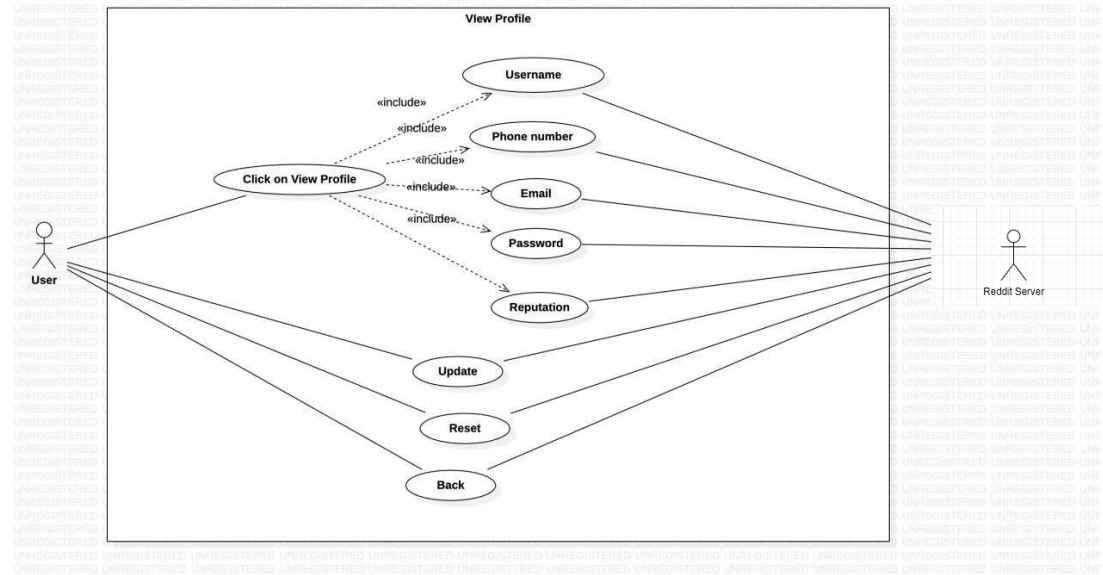 View Profile
Username
«include»
«include»
Phone number
«include»
Click on View Profile
«include»
Email
«include»
Password
User
Reddit Server
Reputation
Update
Reset
Back
UNREGISTERED